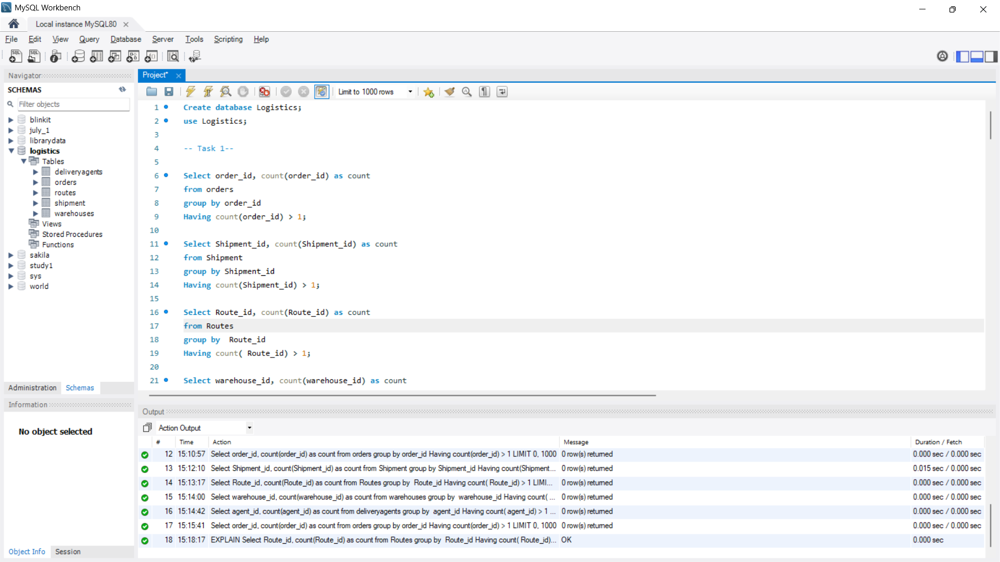 MySQL Workbench
Local instance MySQL80
File Edit View Query Database Server Tools Scripting Help
Navigator
SCHEMAS
Filter objects
blinkit
july_1
librarydata
logistics
Tables
deliveryagents
orders
routes
shipment
warehouses
Views
Stored Procedures
Functions
sakila
study1
sys
world
Administration Schemas
Information
No object selected
Object Info Session
Project*
Limit to 1000 rows
1 Create database Logistics;
2 use Logistics;
3
4 -- Task 1--
5
6 Select order_id, count(order_id) as count
7 from orders
8 group by order_id
9 Having count(order_id) > 1;
10
11 Select Shipment_id, count(Shipment_id) as count
12 from Shipment
13 group by Shipment_id
14 Having count(Shipment_id) > 1;
15
16 Select Route_id, count(Route_id) as count
17 from Routes
18 group by  Route_id
19 Having count( Route_id) > 1;
20
21 Select warehouse_id, count(warehouse_id) as count
Output
Action Output
# Time Action Message Duration / Fetch
12 15:10:57 Select order_id, count(order_id) as count from orders group by order_id Having count(order_id) > 1 LIMIT 0, 1000 0 row(s) returned 0.000 sec / 0.000 sec
13 15:12:10 Select Shipment_id, count(Shipment_id) as count from Shipment group by Shipment_id Having count(Shipment... 0 row(s) returned 0.015 sec / 0.000 sec
14 15:13:17 Select Route_id, count(Route_id) as count from Routes group by  Route_id Having count( Route_id) > 1 LIMI... 0 row(s) returned 0.000 sec / 0.000 sec
15 15:14:00 Select warehouse_id, count(warehouse_id) as count from warehouses group by  warehouse_id Having count( ... 0 row(s) returned 0.000 sec / 0.000 sec
16 15:14:42 Select agent_id, count(agent_id) as count from deliveryagents group by  agent_id Having count( agent_id) > 1 ... 0 row(s) returned 0.000 sec / 0.000 sec
17 15:15:41 Select order_id, count(order_id) as count from orders group by order_id Having count(order_id) > 1 LIMIT 0, 1000 0 row(s) returned 0.000 sec / 0.000 sec
18 15:18:17 EXPLAIN Select Route_id, count(Route_id) as count from Routes group by  Route_id Having count( Route_id)... OK 0.000 sec